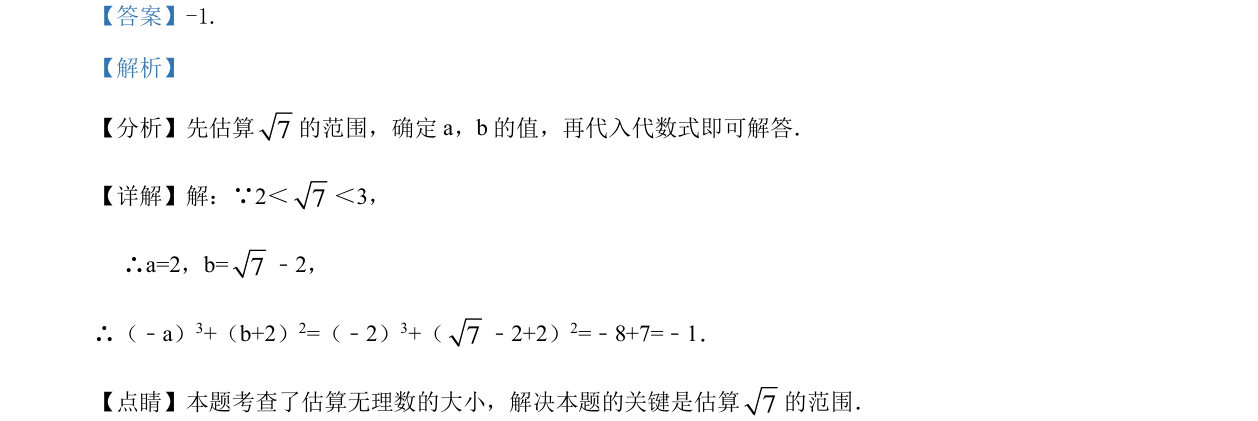 【答案】-1.
【解析】
【分析】先估算√7的范围，确定 a，b 的值，再代入代数式即可解答．
【详解】解：∵2＜√7＜3，
∴a=2，b=√7﹣2，
∴（﹣a）³+（b+2）²=（﹣2）³+（√7﹣2+2）²=﹣8+7=﹣1．
【点睛】本题考查了估算无理数的大小，解决本题的关键是估算√7的范围．